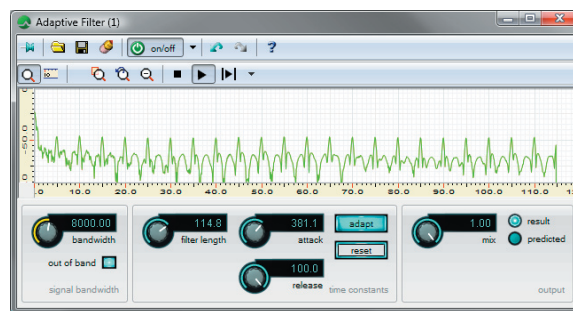 Adaptive Filter (1)
on/off
?
-50
0
.0 10.0 20.0 30.0 40.0 50.0 60.0 70.0 80.0 90.0 100.0 110.0
8000.00
bandwidth
out of band
signal bandwidth
114.8
filter length
381.1
attack
adapt
reset
100.0
release
time constants
1.00
mix
result
predicted
output